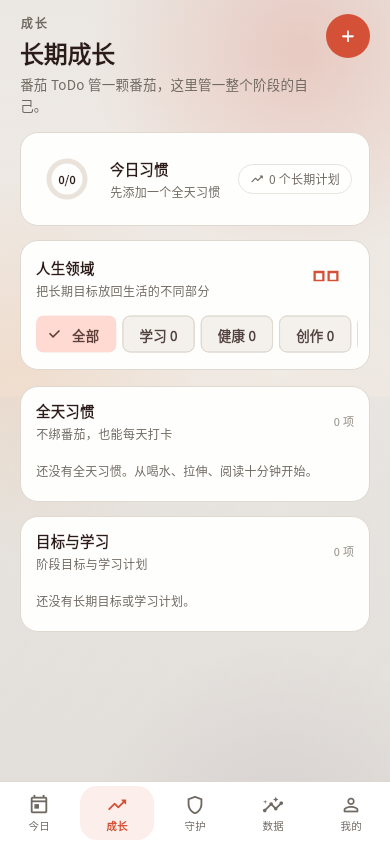 成长
长期成长
番茄 ToDo 管一颗番茄，这里管一整个阶段的自
己。
0/0
今日习惯
先添加一个全天习惯
0 个长期计划
人生领域
把长期目标放回生活的不同部分
全部
学习 0
健康 0
创作 0
全天习惯
不绑番茄，也能每天打卡
0 项
还没有全天习惯。从喝水、拉伸、阅读十分钟开始。
目标与学习
阶段目标与学习计划
0 项
还没有长期目标或学习计划。
今日
成长
守护
数据
我的